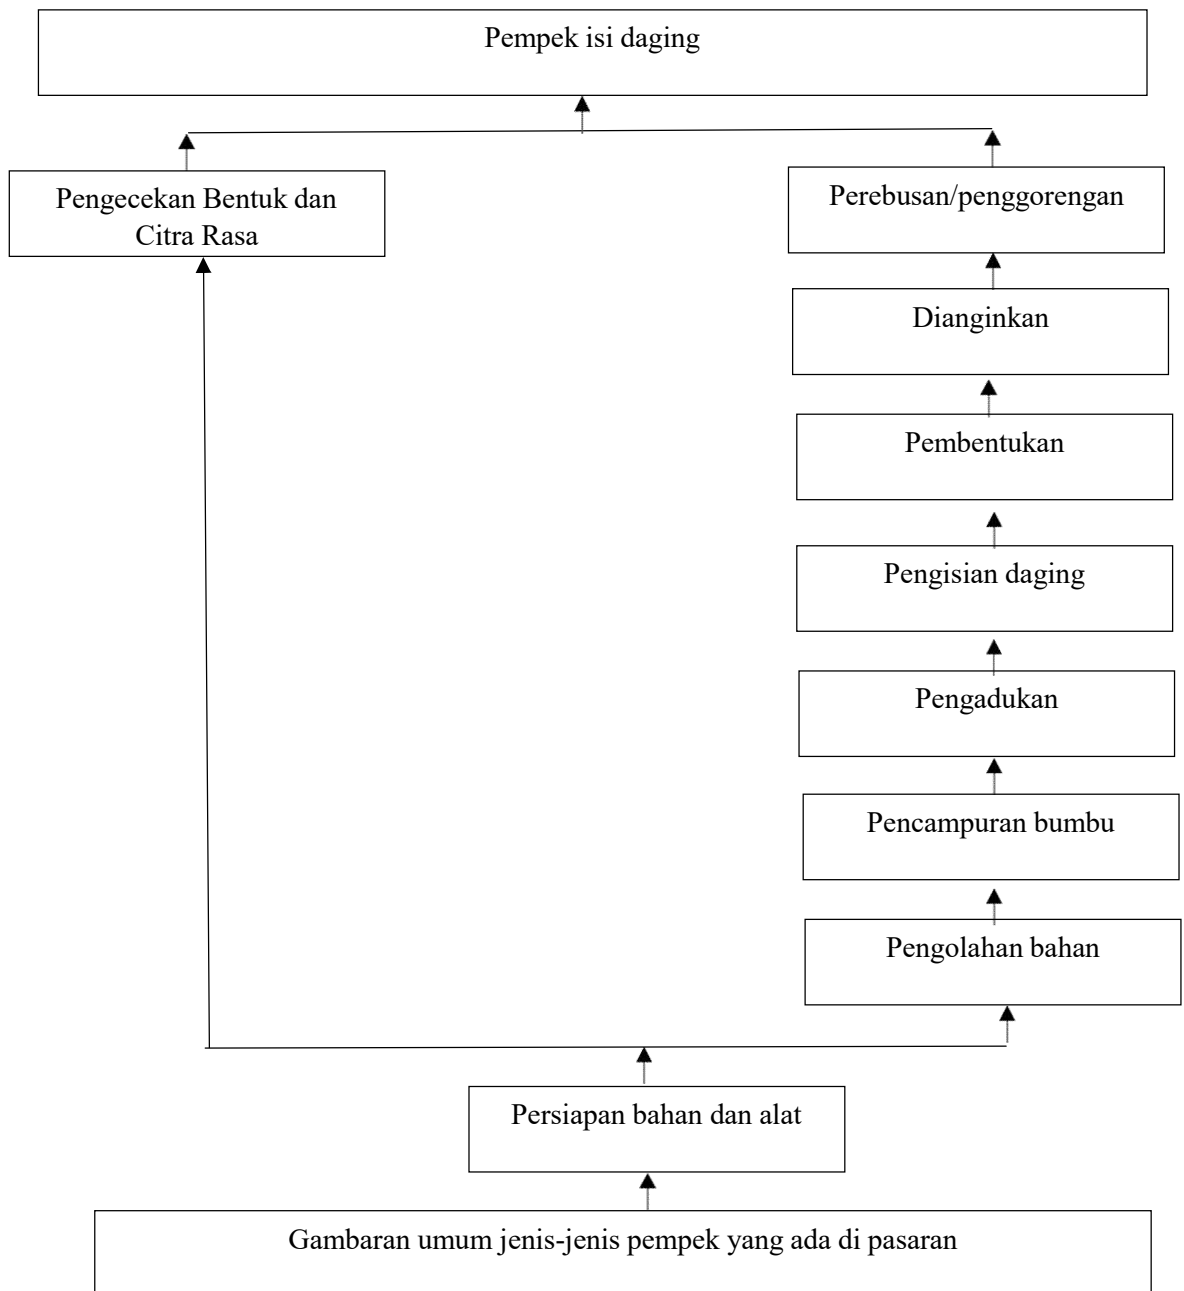 Pempek isi daging
Pengecekan Bentuk dan
Citra Rasa
Perebusan/penggorengan
Dianginkan
Pembentukan
Pengisian daging
Pengadukan
Pencampuran bumbu
Pengolahan bahan
Persiapan bahan dan alat
Gambaran umum jenis-jenis pempek yang ada di pasaran